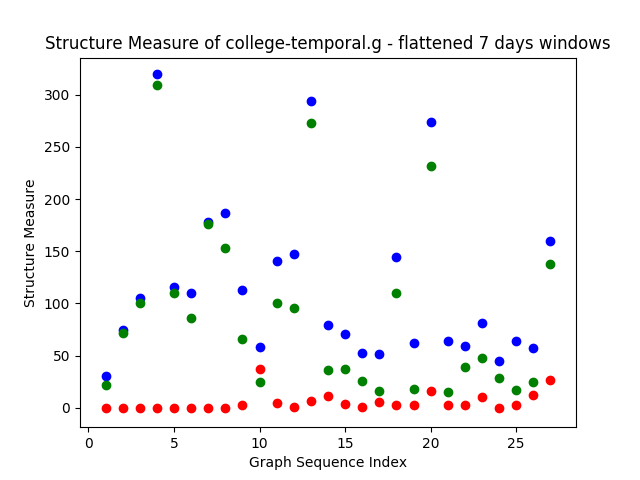 Structure Measure of college-temporal.g - flattened 7 days windows
300
250
200
150
100
50
0
Structure Measure
0 5 10 15 20 25
Graph Sequence Index